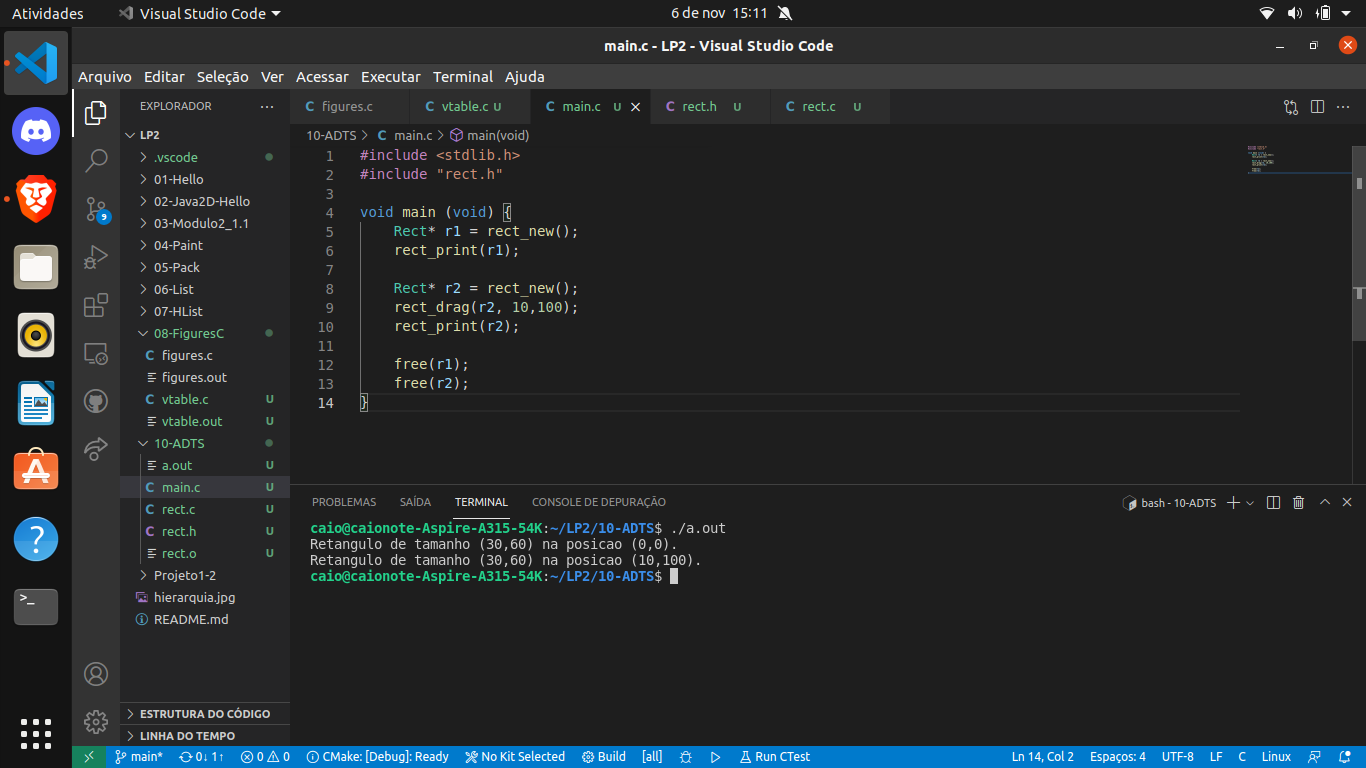 Atividades Visual Studio Code 6 de nov 15:11
main.c - LP2 - Visual Studio Code
Arquivo Editar Seleção Ver Acessar Executar Terminal Ajuda
EXPLORADOR
LP2
.vscode
01-Hello
02-Java2D-Hello
03-Modulo2_1.1
04-Paint
05-Pack
06-List
07-HList
08-FiguresC
C figures.c
figures.out
C vtable.c U
vtable.out U
10-ADTS
a.out U
C main.c U
C rect.c U
C rect.h U
rect.o U
Projeto1-2
hierarquia.jpg
README.md
ESTRUTURA DO CÓDIGO
LINHA DO TEMPO
9
C figures.c C vtable.c U C main.c U C rect.h U C rect.c U
10-ADTS > C main.c > main(void)
1 #include <stdlib.h>
2 #include "rect.h"
3
4 void main (void) {
5 Rect* r1 = rect_new();
6 rect_print(r1);
7
8 Rect* r2 = rect_new();
9 rect_drag(r2, 10,100);
10 rect_print(r2);
11
12 free(r1);
13 free(r2);
14 }
PROBLEMAS SAÍDA TERMINAL CONSOLE DE DEPURAÇÃO bash - 10-ADTS
caio@caionote-Aspire-A315-54K:~/LP2/10-ADTS$ ./a.out
Retangulo de tamanho (30,60) na posicao (0,0).
Retangulo de tamanho (30,60) na posicao (10,100).
caio@caionote-Aspire-A315-54K:~/LP2/10-ADTS$
main* 0↓ 1↑ 0 0 CMake: [Debug]: Ready No Kit Selected Build [all] Run CTest Ln 14, Col 2 Espaços: 4 UTF-8 LF C Linux